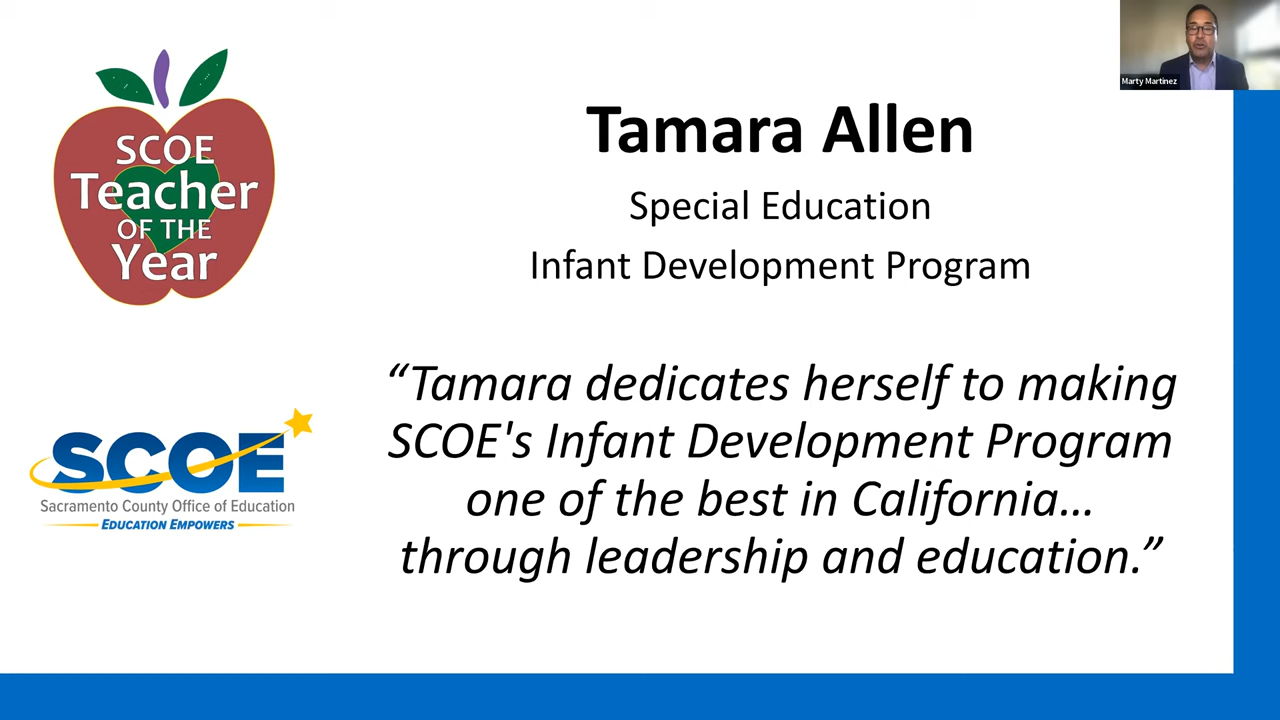 SCOE
Teacher
OF THE
Year
Marty Martinez
Tamara Allen
Special Education
Infant Development Program
“Tamara dedicates herself to making
SCOE's Infant Development Program
one of the best in California…
through leadership and education.”
SCOE
Sacramento County Office of Education
EDUCATION EMPOWERS